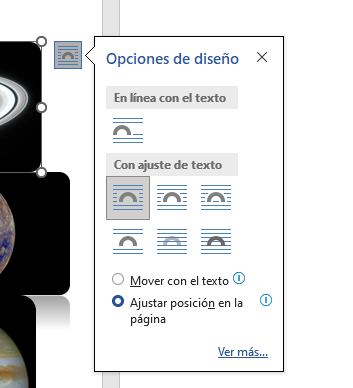 Opciones de diseño
En línea con el texto
Con ajuste de texto
Mover con el texto
Ajustar posición en la
página
Ver más...